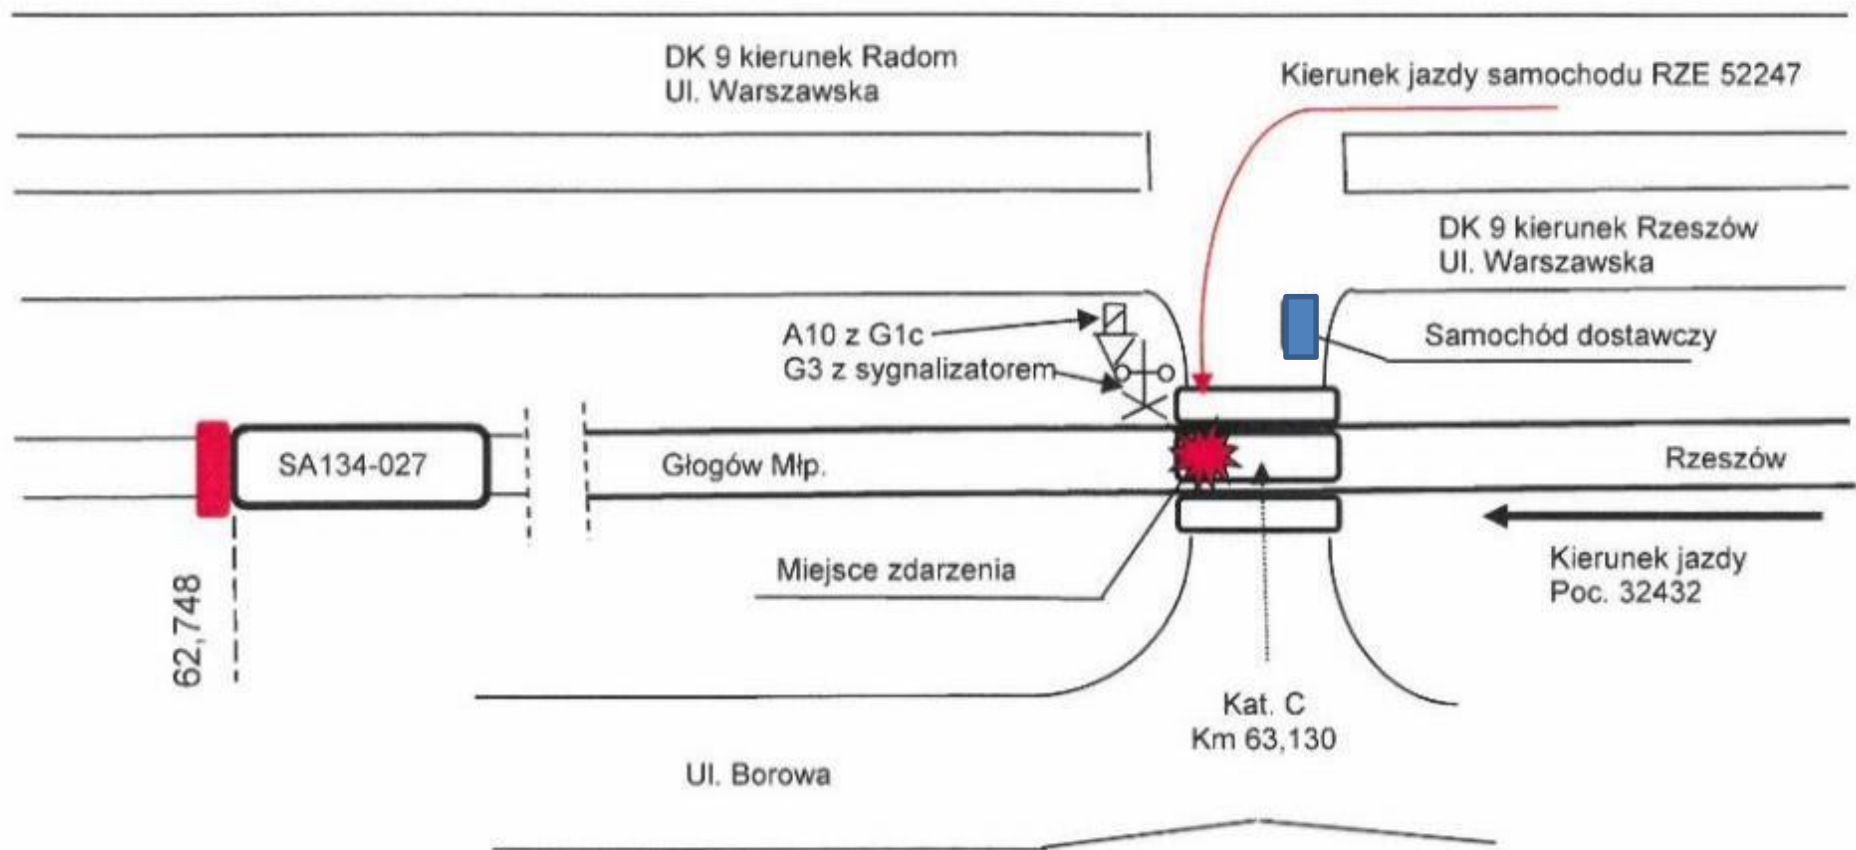 DK 9 kierunek Radom
Ul. Warszawska
Kierunek jazdy samochodu RZE 52247
DK 9 kierunek Rzeszów
Ul. Warszawska
A10 z G1c
G3 z sygnalizatorem
Samochód dostawczy
SA134-027
Głogów Młp.
Rzeszów
Miejsce zdarzenia
Kierunek jazdy
Poc. 32432
62,748
Kat. C
Km 63,130
Ul. Borowa